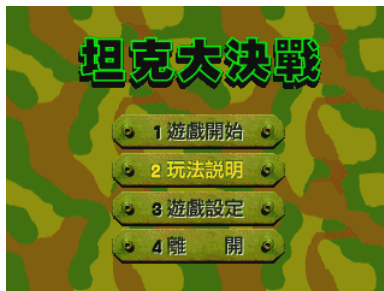 坦克大決戰
1 遊戲開始
2 玩法說明
3 遊戲設定
4 離 開